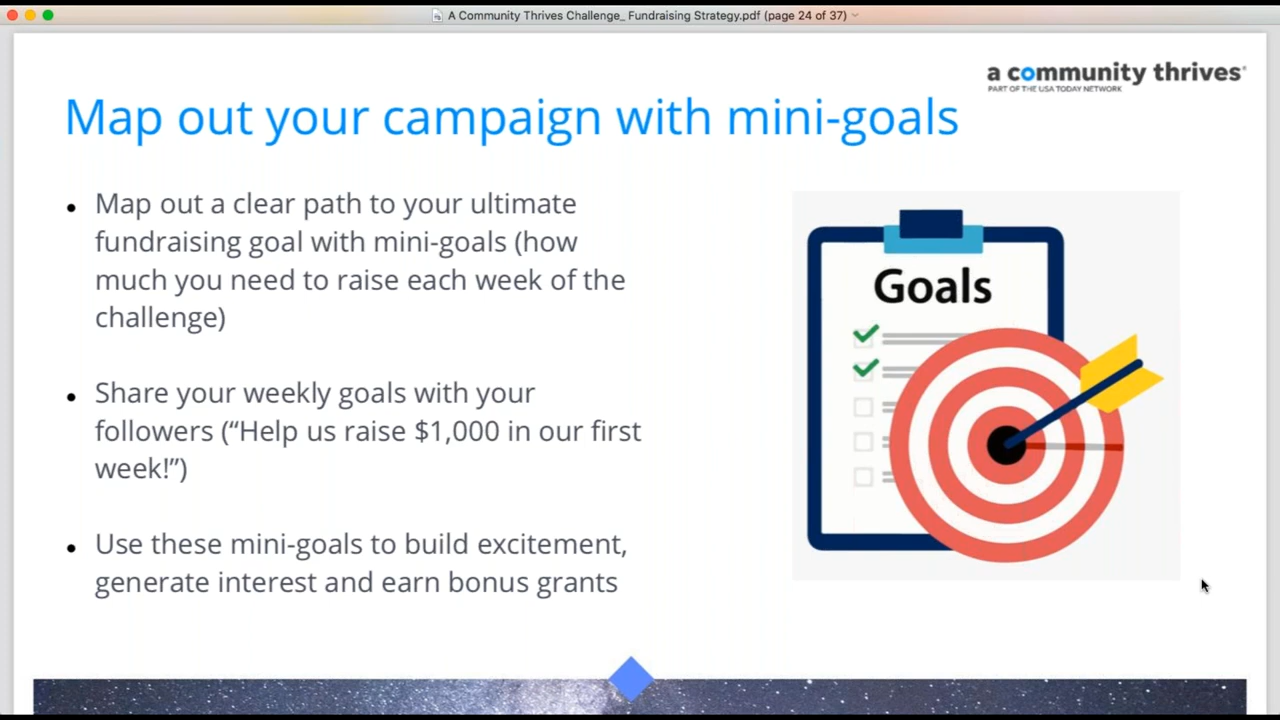 A Community Thrives Challenge_ Fundraising Strategy.pdf (page 24 of 37)
a community thrives®
PART OF THE USA TODAY NETWORK
Map out your campaign with mini-goals
• Map out a clear path to your ultimate
fundraising goal with mini-goals (how
much you need to raise each week of the
challenge)
• Share your weekly goals with your
followers (“Help us raise $1,000 in our first
week!”)
• Use these mini-goals to build excitement,
generate interest and earn bonus grants
Goals